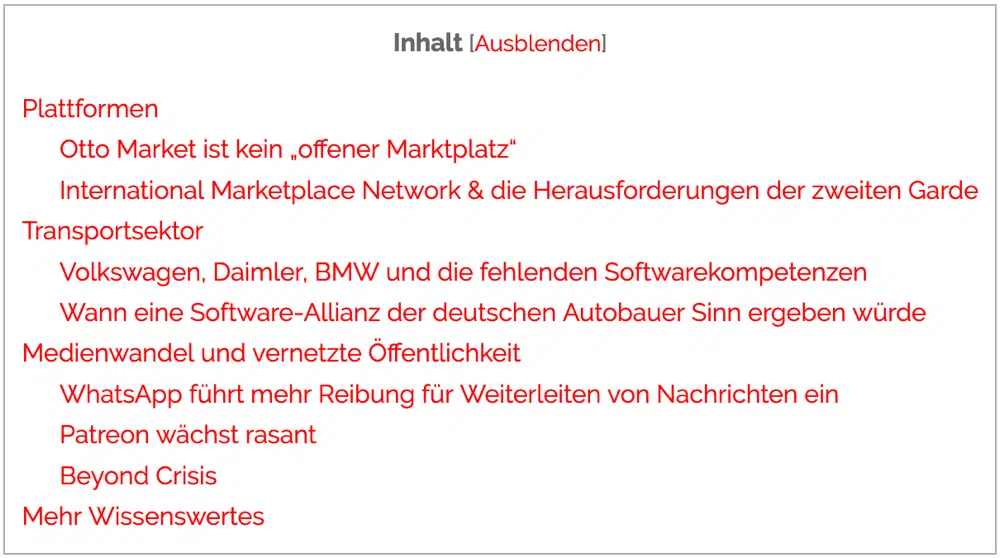 Inhalt [Ausblenden]
Plattformen
Otto Market ist kein „offener Marktplatz“
International Marketplace Network & die Herausforderungen der zweiten Garde
Transportsektor
Volkswagen, Daimler, BMW und die fehlenden Softwarekompetenzen
Wann eine Software-Allianz der deutschen Autobauer Sinn ergeben würde
Medienwandel und vernetzte Öffentlichkeit
WhatsApp führt mehr Reibung für Weiterleiten von Nachrichten ein
Patreon wächst rasant
Beyond Crisis
Mehr Wissenswertes